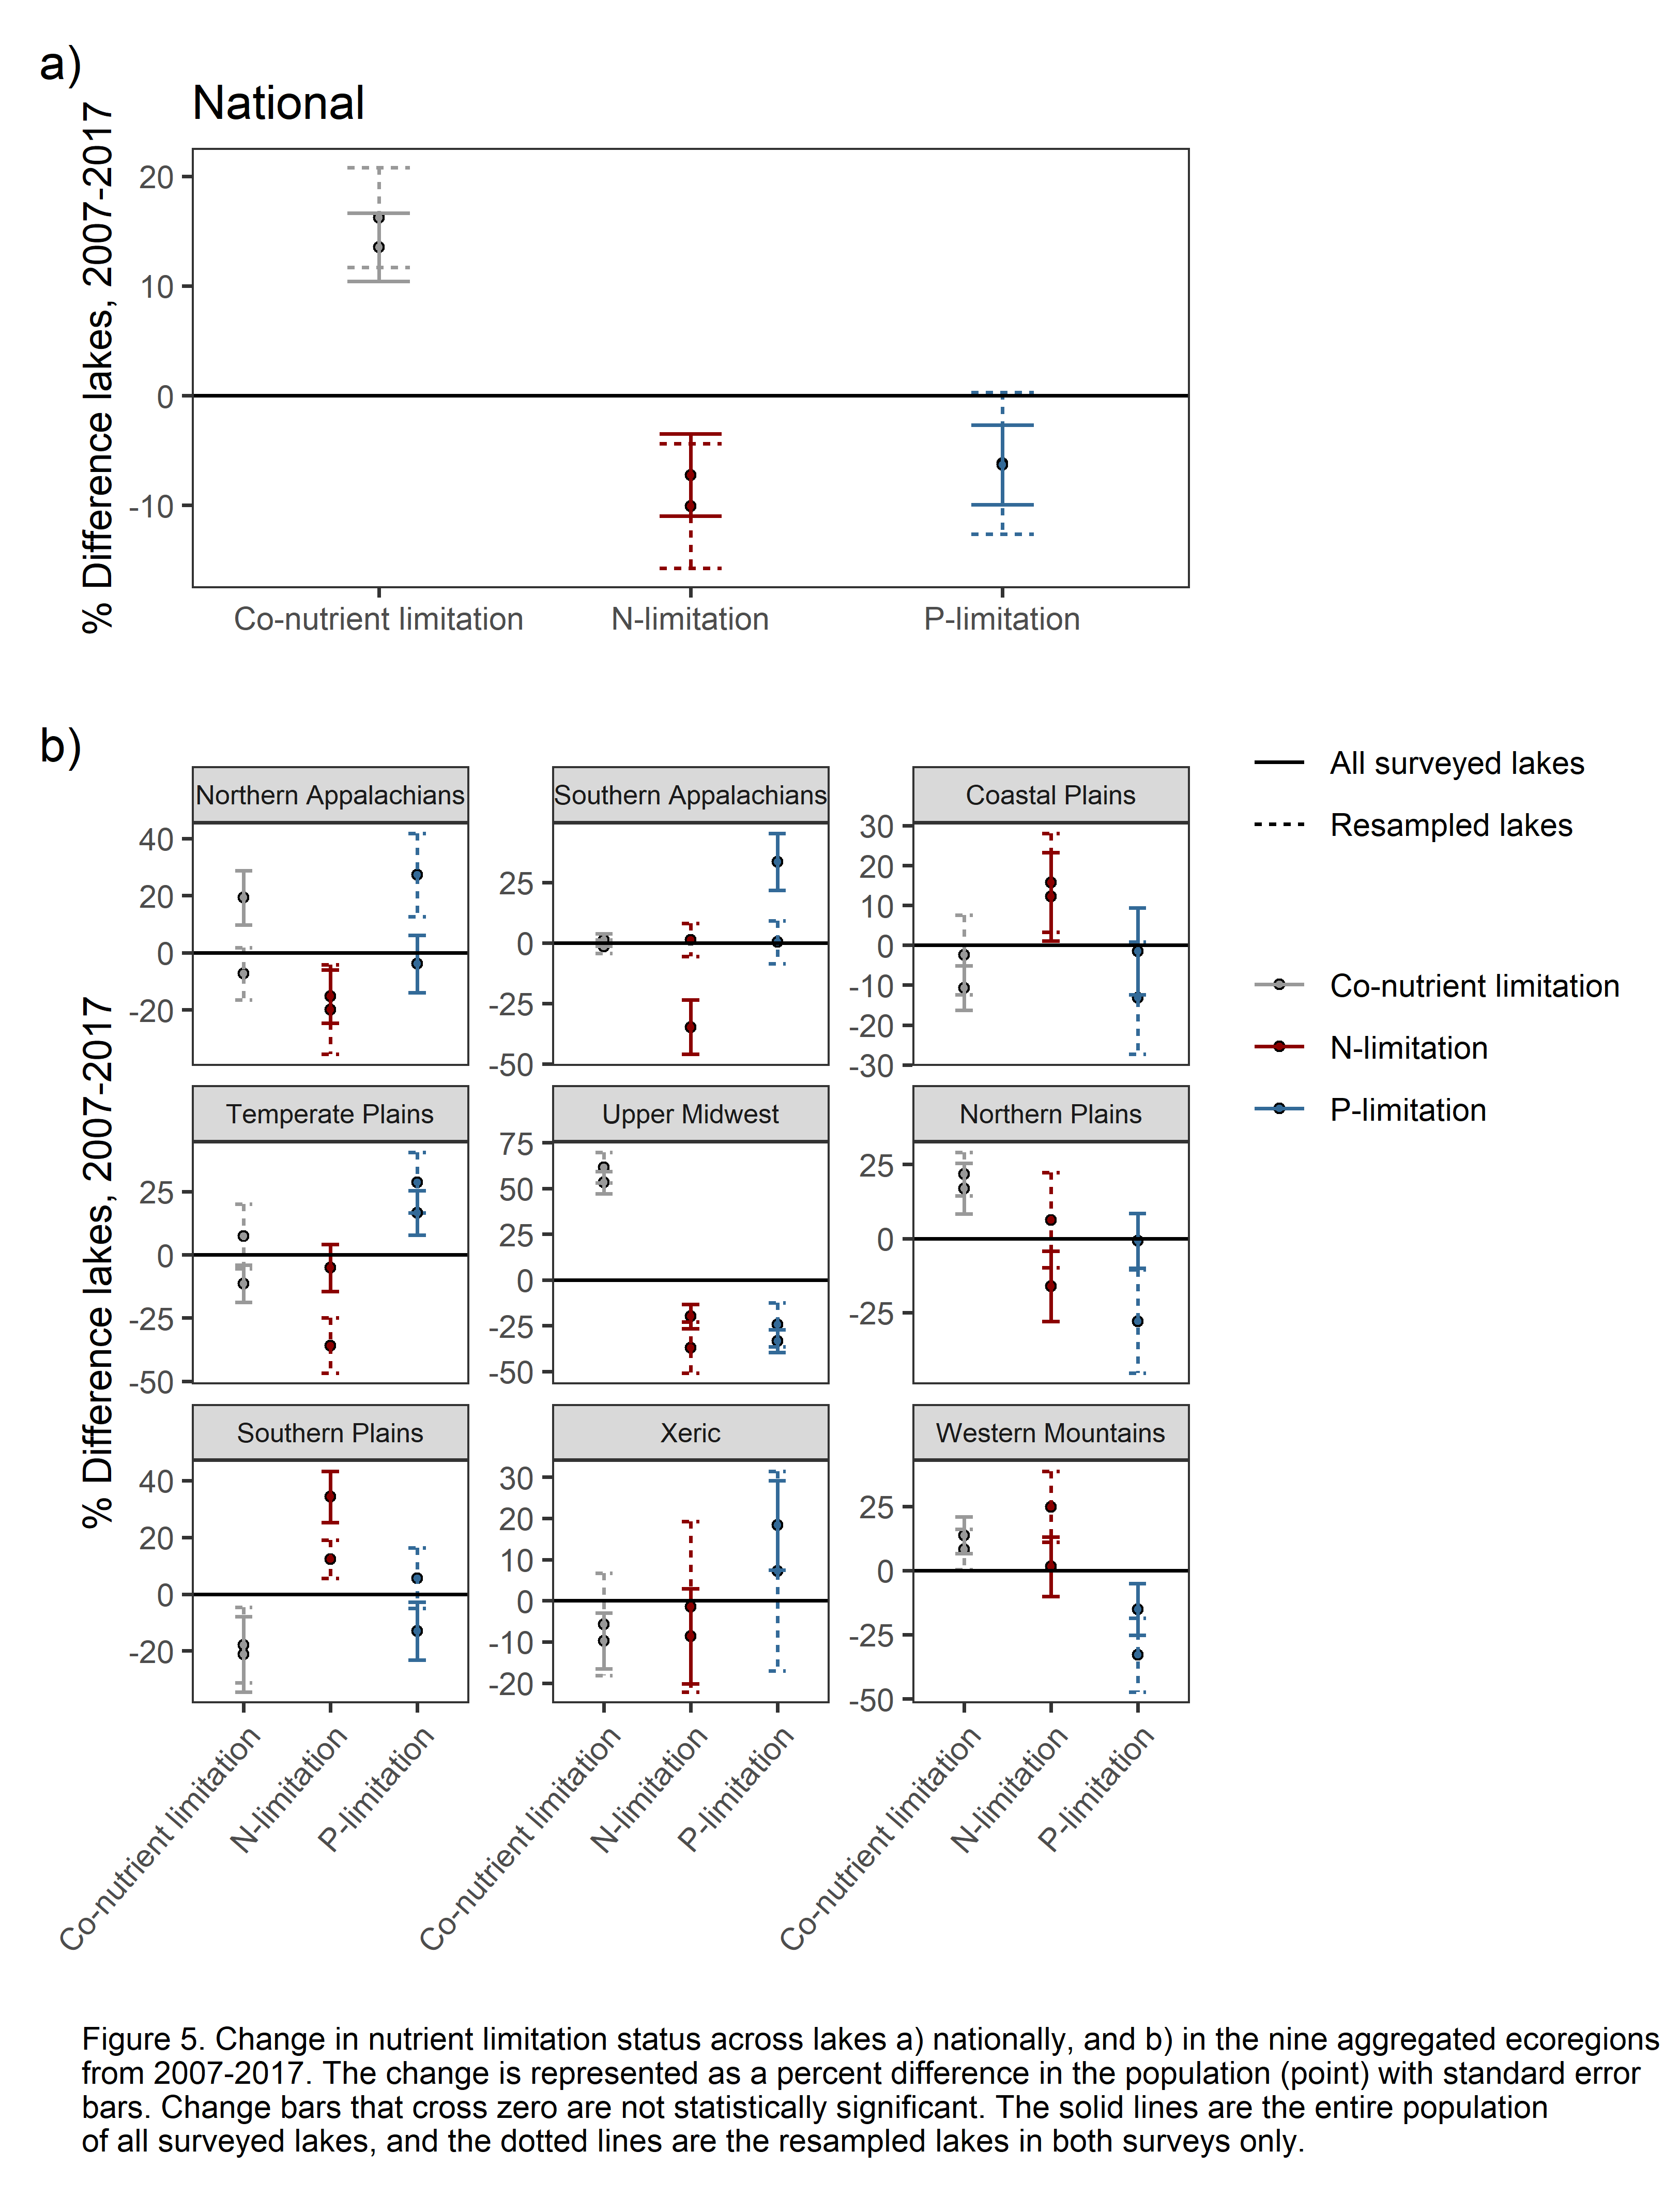 a)
National
% Difference lakes, 2007-2017
20
10
0
-10
Co-nutrient limitation
N-limitation
P-limitation
b)
% Difference lakes, 2007-2017
Northern Appalachians
40
20
0
-20
Southern Appalachians
25
0
-25
-50
Coastal Plains
30
20
10
0
-10
-20
-30
Temperate Plains
25
0
-25
-50
Upper Midwest
75
50
25
0
-25
-50
Northern Plains
25
0
-25
Southern Plains
40
20
0
-20
Xeric
30
20
10
0
-10
-20
Western Mountains
25
0
-25
-50
Co-nutrient limitation
N-limitation
P-limitation
Co-nutrient limitation
N-limitation
P-limitation
Co-nutrient limitation
N-limitation
P-limitation
All surveyed lakes
Resampled lakes
Co-nutrient limitation
N-limitation
P-limitation
Figure 5. Change in nutrient limitation status across lakes a) nationally, and b) in the nine aggregated ecoregions
from 2007-2017. The change is represented as a percent difference in the population (point) with standard error
bars. Change bars that cross zero are not statistically significant. The solid lines are the entire population
of all surveyed lakes, and the dotted lines are the resampled lakes in both surveys only.